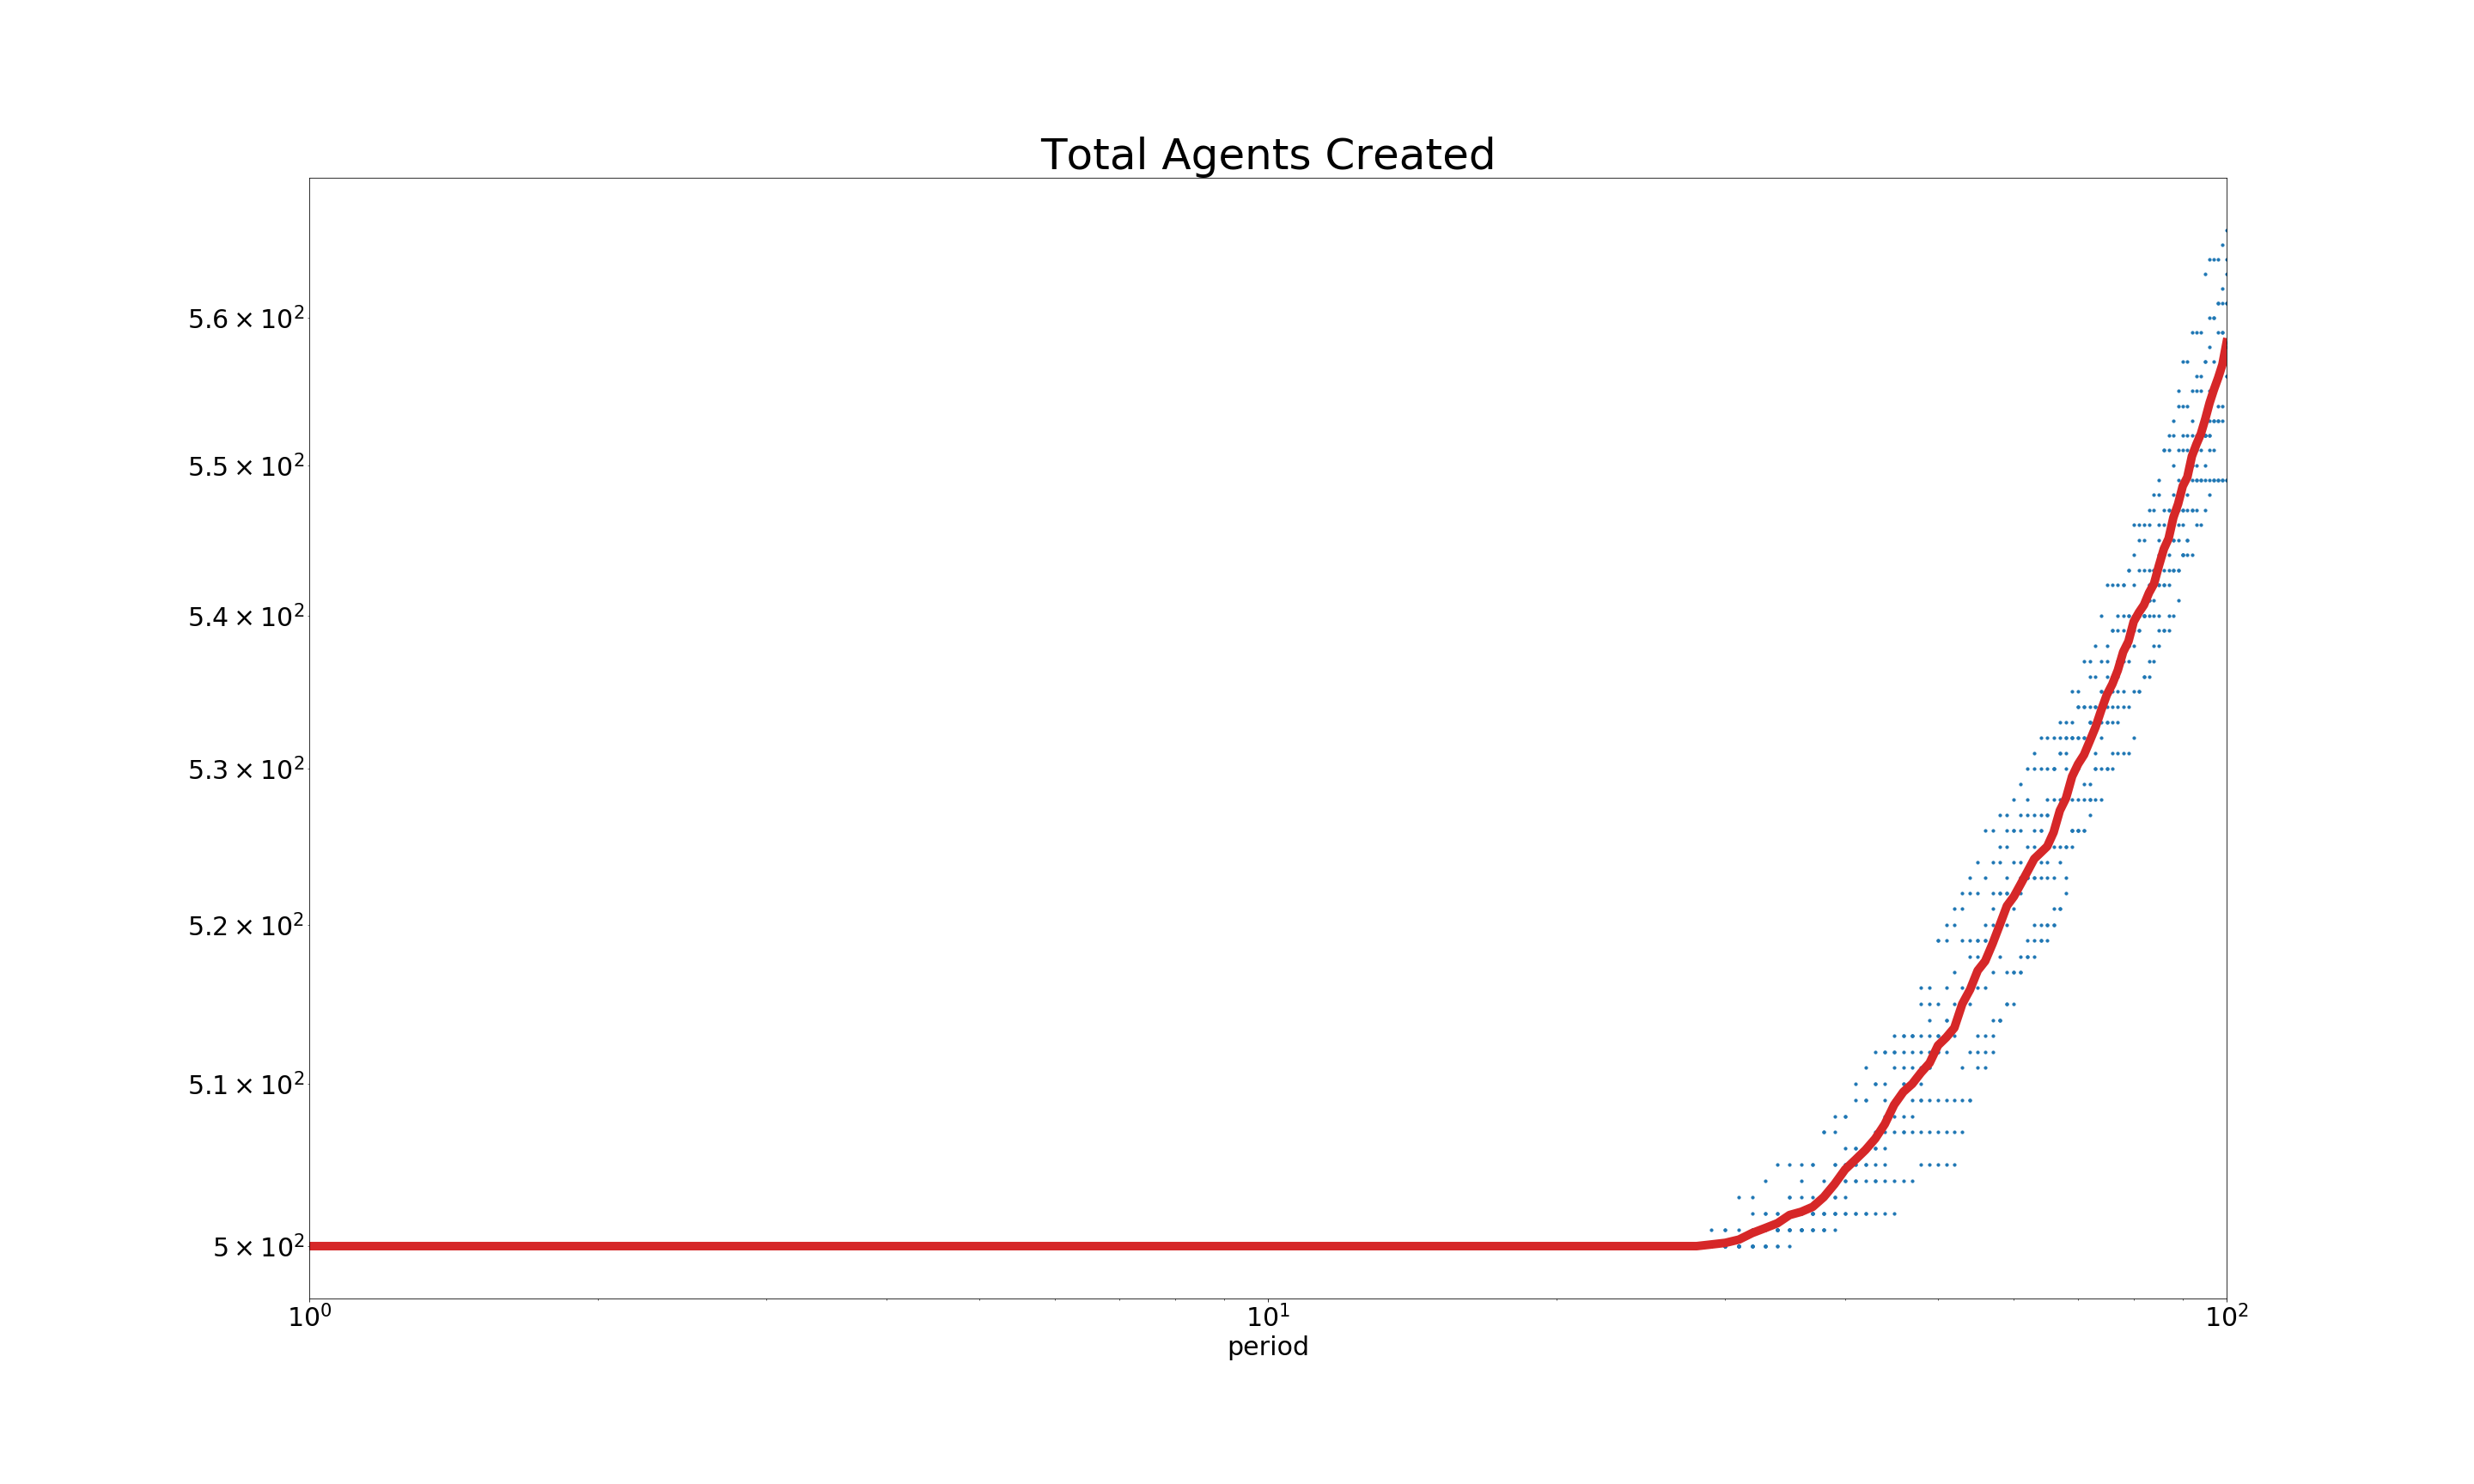 Total Agents Created
5.6 × 10²
5.5 × 10²
5.4 × 10²
5.3 × 10²
5.2 × 10²
5.1 × 10²
5 × 10²
10⁰ 10¹ 10²
period